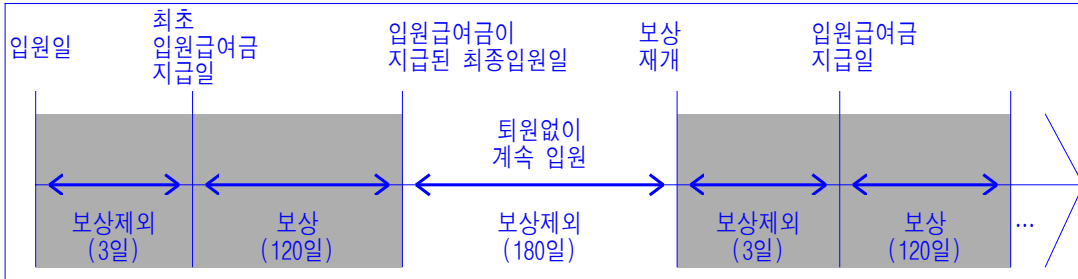 입원일
최초
입원급여금
지급일
입원급여금이
지급된 최종입원일
보상
재개
입원급여금
지급일
퇴원없이
계속 입원
보상제외
(3일)
보상
(120일)
보상제외
(180일)
보상제외
(3일)
보상
(120일)
...